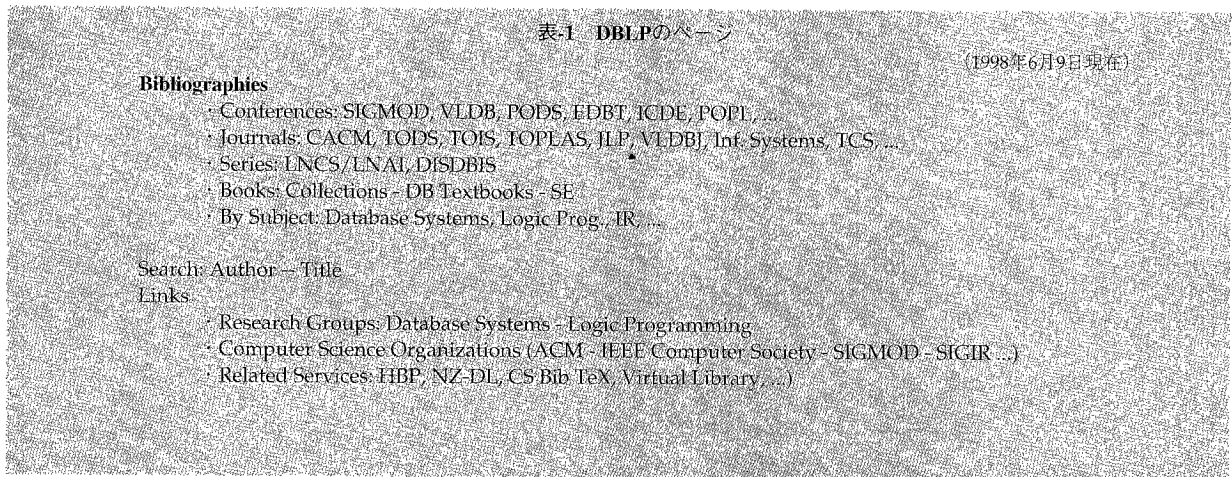 表-1 DBLPのページ
(1998年6月9日現在)
Bibliographies
· Conferences: SIGMOD, VLDB, PODS, EDBT, ICDE, POPL, ...
· Journals: CACM, TODS, TOIS, TOPLAS, JLP, VLDBJ, Inf. Systems, TCS, ...
· Series: LNCS/LNAI, DISDBIS
· Books: Collections - DB Textbooks - SE
· By Subject: Database Systems, Logic Prog., IR, ...
Search: Author -- Title
Links
· Research Groups: Database Systems - Logic Programming
· Computer Science Organizations (ACM - IEEE Computer Society - SIGMOD - SIGIR ...)
· Related Services: HBP, NZ-DL, CS Bib TeX, Virtual Library, ...)